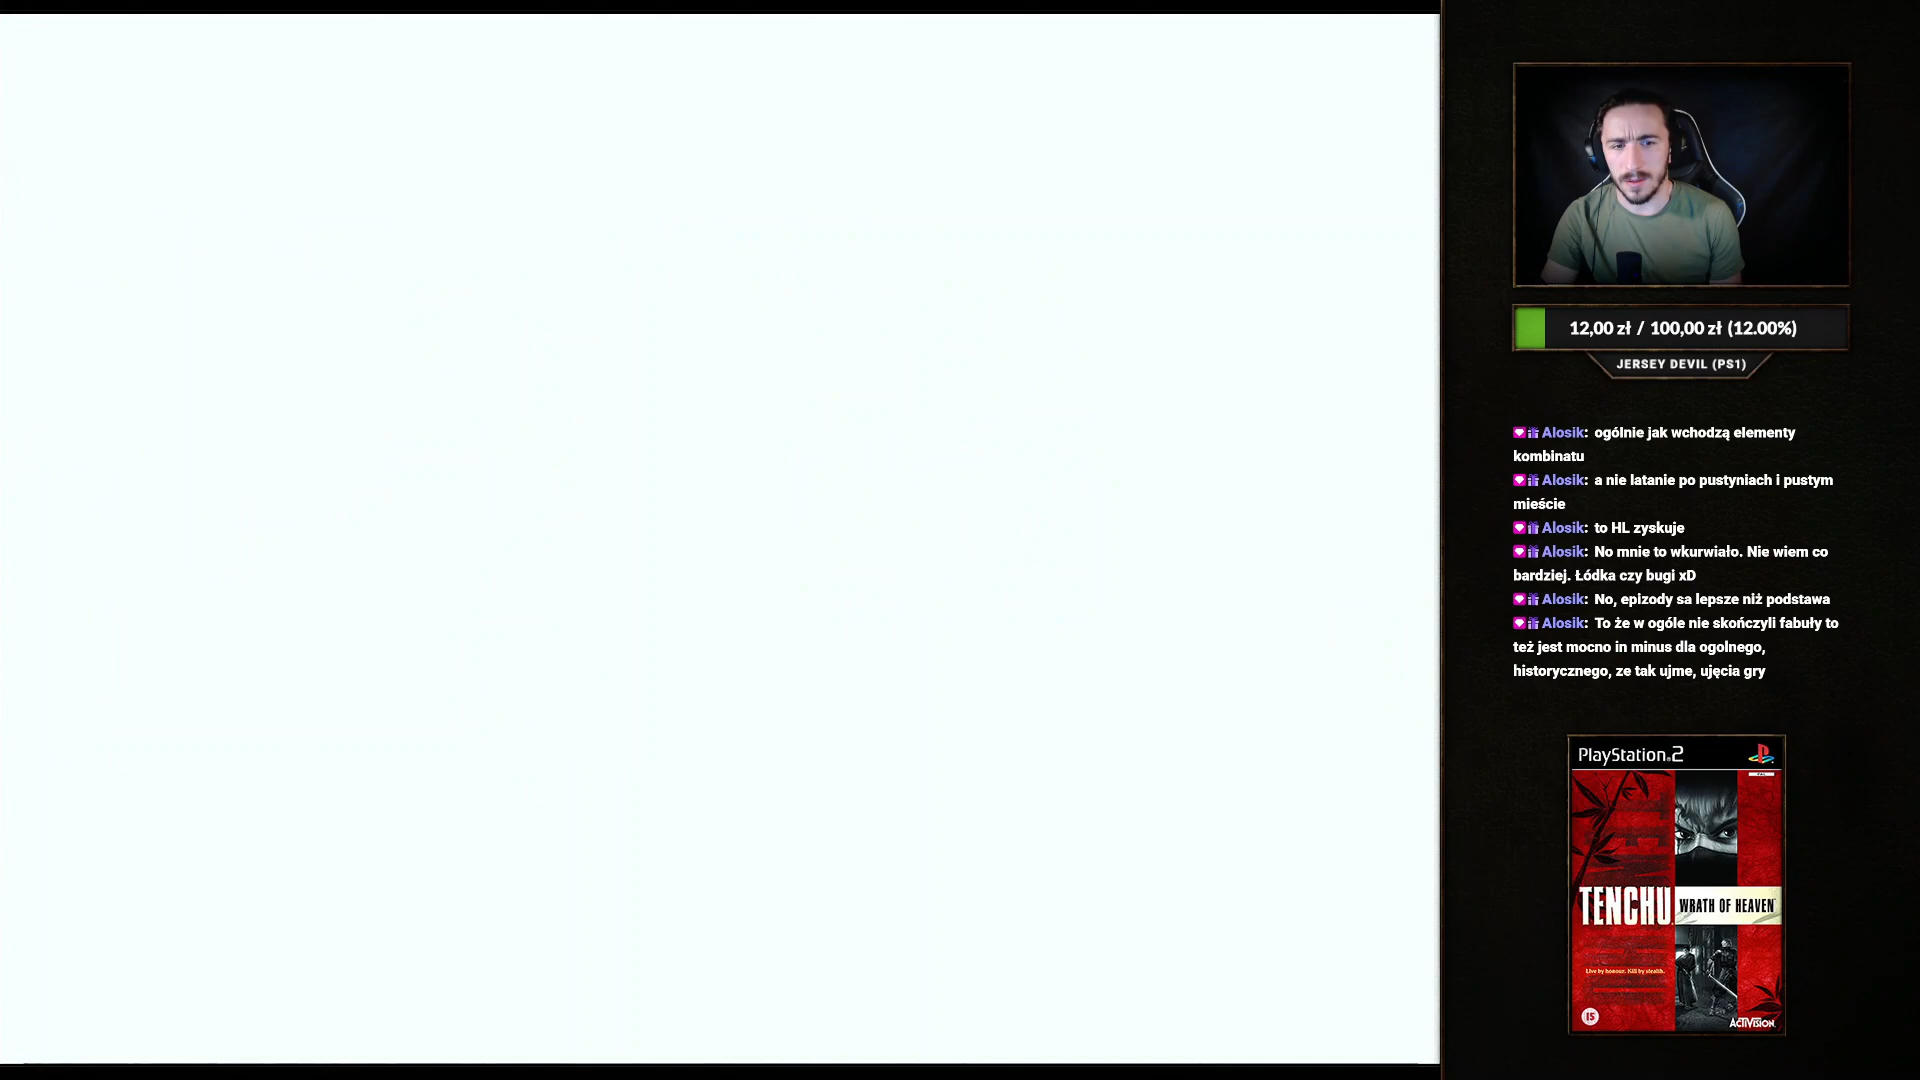 12,00 zł / 100,00 zł (12.00%)
JERSEY DEVIL (PS1)
Alosik: ogólnie jak wchodzą elementy
kombinatu
Alosik: a nie latanie po pustyniach i pustym
mieście
Alosik: to HL zyskuje
Alosik: No mnie to wkurwiało. Nie wiem co
bardziej. Łódka czy bugi xD
Alosik: No, epizody sa lepsze niż podstawa
Alosik: To że w ogóle nie skończyli fabuły to
też jest mocno in minus dla ogolnego,
historycznego, ze tak ujme, ujęcia gry
PlayStation.2
TENCHU
WRATH OF HEAVEN
Live by honour. Kill by stealth.
15
ACTIVISION